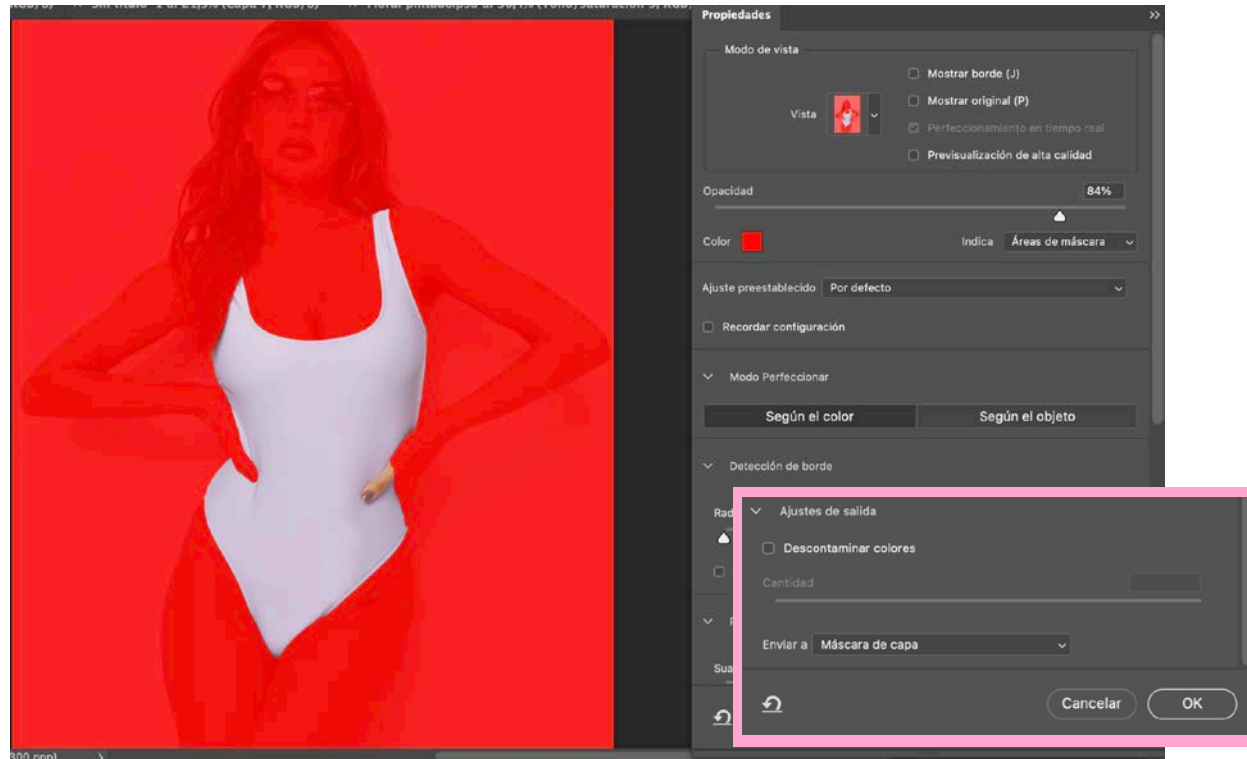 Propiedades
Modo de vista
Mostrar borde (J)
Mostrar original (P)
Vista
Perfeccionamiento en tiempo real
Previsualización de alta calidad
Opacidad
84%
Color
Indica Áreas de máscara
Ajuste preestablecido Por defecto
Recordar configuración
Modo Perfeccionar
Según el color
Según el objeto
Detección de borde
Ajustes de salida
Descontaminar colores
Cantidad
Enviar a Máscara de capa
Cancelar
OK